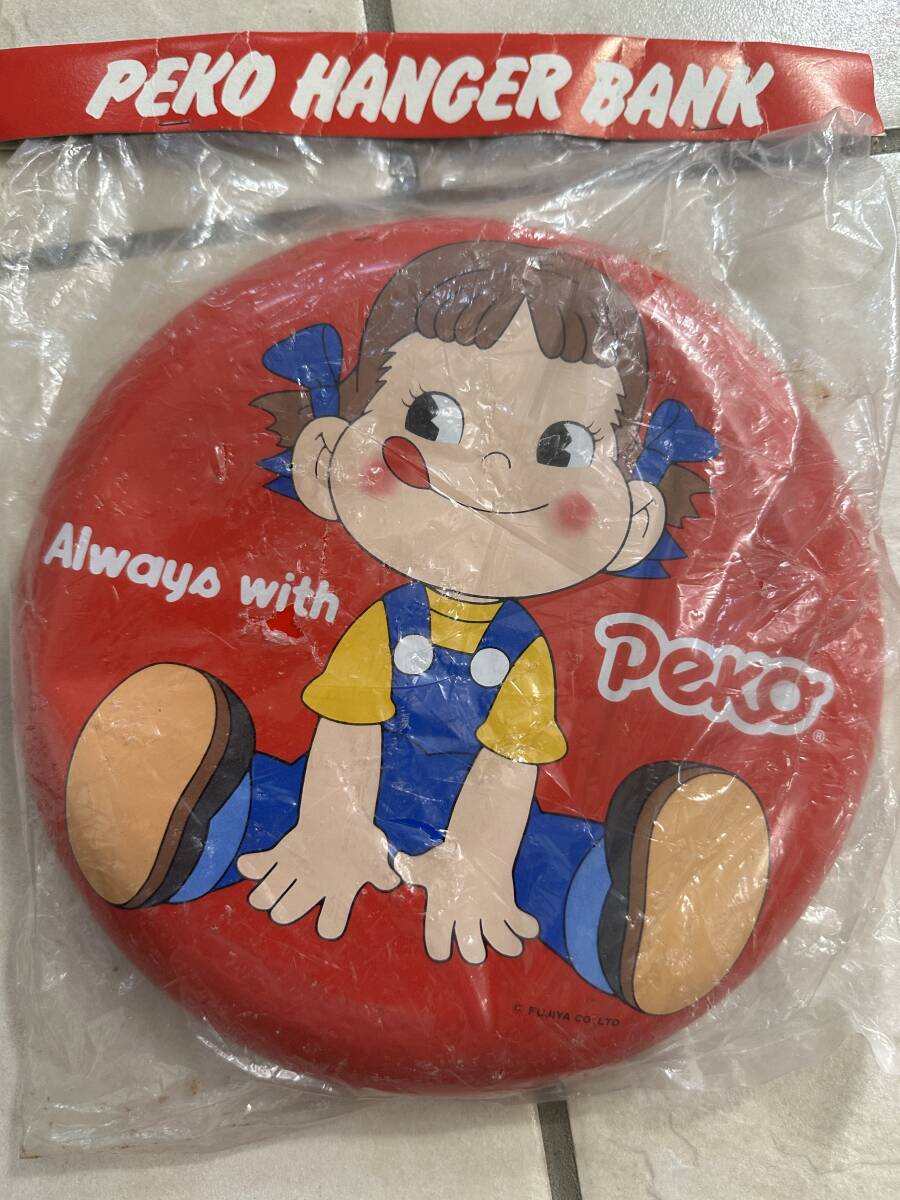 PEKO HANGER BANK
Always with
Peko®
© FUJIYA CO., LTD